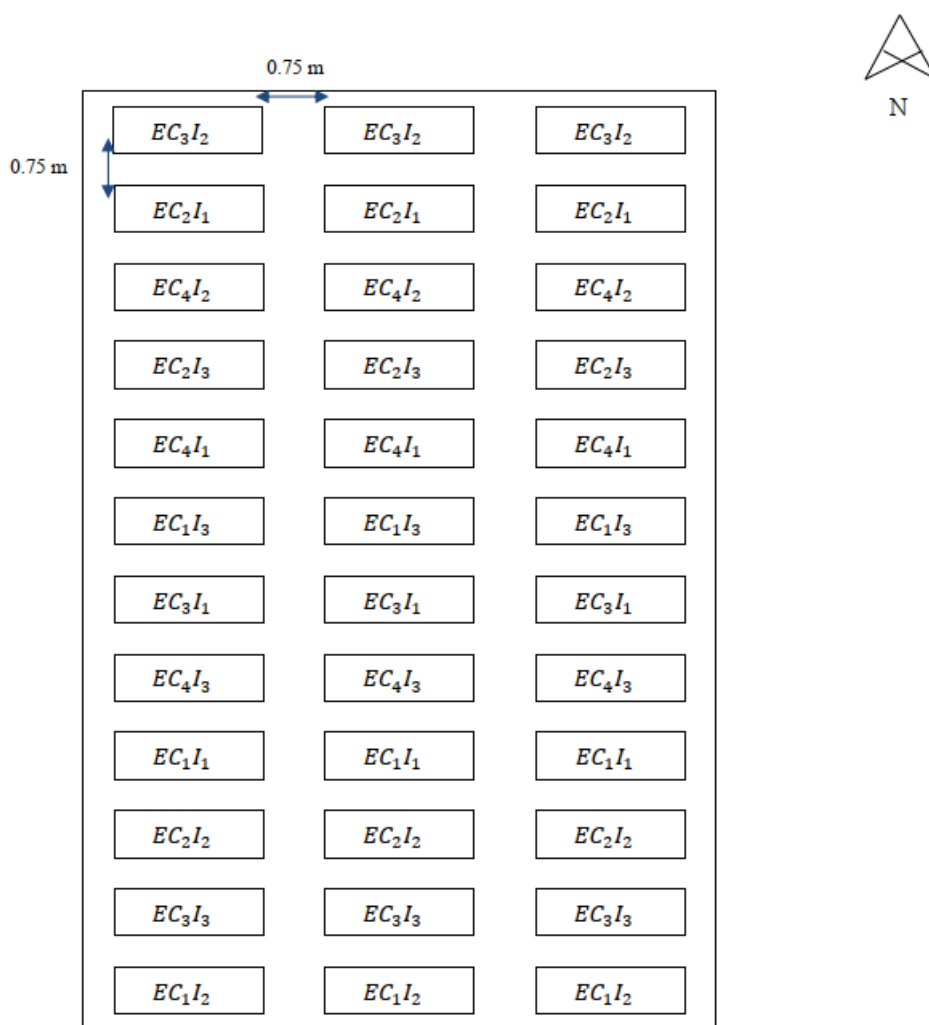 0.75 m
N
0.75 m
EC₃I₂ EC₃I₂ EC₃I₂
EC₂I₁ EC₂I₁ EC₂I₁
EC₄I₂ EC₄I₂ EC₄I₂
EC₂I₃ EC₂I₃ EC₂I₃
EC₄I₁ EC₄I₁ EC₄I₁
EC₁I₃ EC₁I₃ EC₁I₃
EC₃I₁ EC₃I₁ EC₃I₁
EC₄I₃ EC₄I₃ EC₄I₃
EC₁I₁ EC₁I₁ EC₁I₁
EC₂I₂ EC₂I₂ EC₂I₂
EC₃I₃ EC₃I₃ EC₃I₃
EC₁I₂ EC₁I₂ EC₁I₂